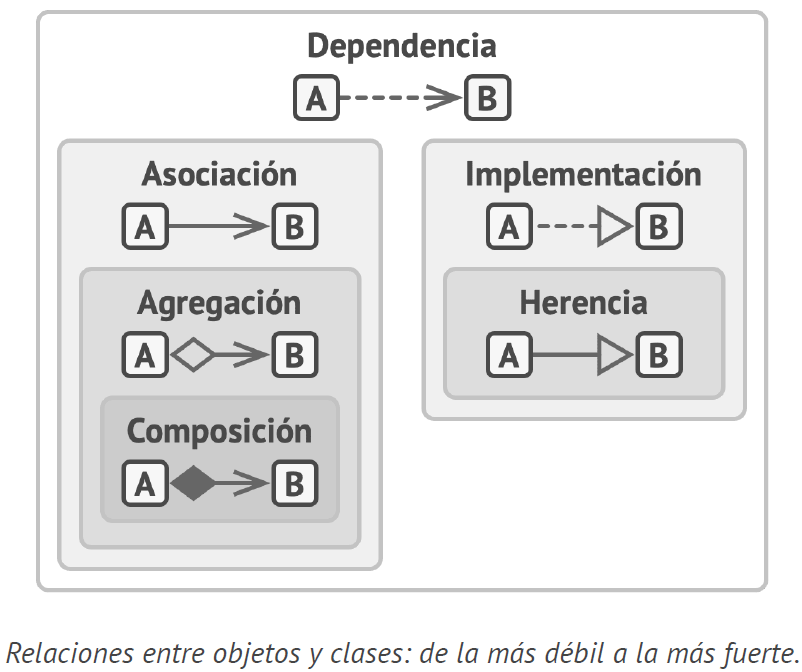 Dependencia
A B
Asociación
A B
Implementación
A B
Agregación
A B
Herencia
A B
Composición
A B
Relaciones entre objetos y clases: de la más débil a la más fuerte.